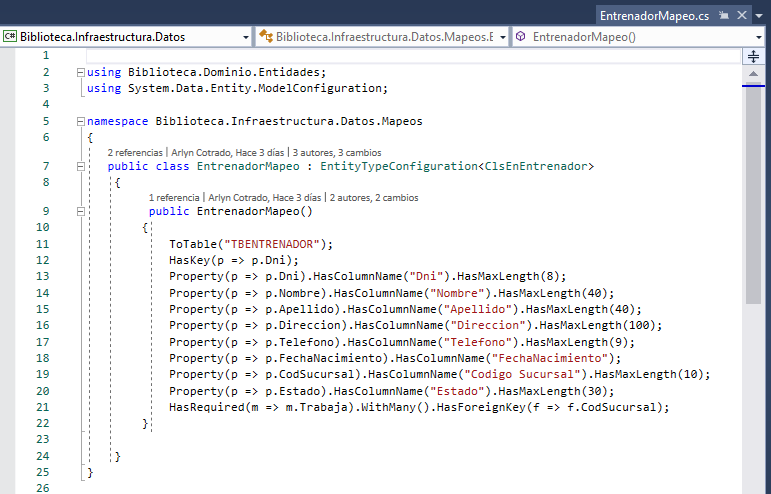 EntrenadorMapeo.cs
Biblioteca.Infraestructura.Datos
Biblioteca.Infraestructura.Datos.Mapeos.E
EntrenadorMapeo()
1
2 using Biblioteca.Dominio.Entidades;
3 using System.Data.Entity.ModelConfiguration;
4
5 namespace Biblioteca.Infraestructura.Datos.Mapeos
6 {
2 referencias | Arlyn Cotrado, Hace 3 días | 3 autores, 3 cambios
7 public class EntrenadorMapeo : EntityTypeConfiguration<ClsEnEntrenador>
8 {
1 referencia | Arlyn Cotrado, Hace 3 días | 2 autores, 2 cambios
9 public EntrenadorMapeo()
10 {
11 ToTable("TBENTRENADOR");
12 HasKey(p => p.Dni);
13 Property(p => p.Dni).HasColumnName("Dni").HasMaxLength(8);
14 Property(p => p.Nombre).HasColumnName("Nombre").HasMaxLength(40);
15 Property(p => p.Apellido).HasColumnName("Apellido").HasMaxLength(40);
16 Property(p => p.Direccion).HasColumnName("Direccion").HasMaxLength(100);
17 Property(p => p.Telefono).HasColumnName("Telefono").HasMaxLength(9);
18 Property(p => p.FechaNacimiento).HasColumnName("FechaNacimiento");
19 Property(p => p.CodSucursal).HasColumnName("Codigo Sucursal").HasMaxLength(10);
20 Property(p => p.Estado).HasColumnName("Estado").HasMaxLength(30);
21 HasRequired(m => m.Trabaja).WithMany().HasForeignKey(f => f.CodSucursal);
22 }
23
24 }
25 }
26